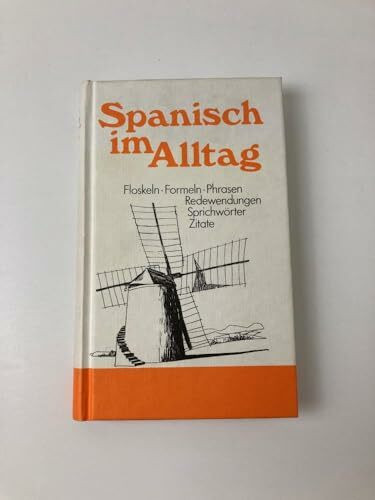 Spanisch
im Alltag
Floskeln · Formeln · Phrasen
Redewendungen
Sprichwörter
Zitate